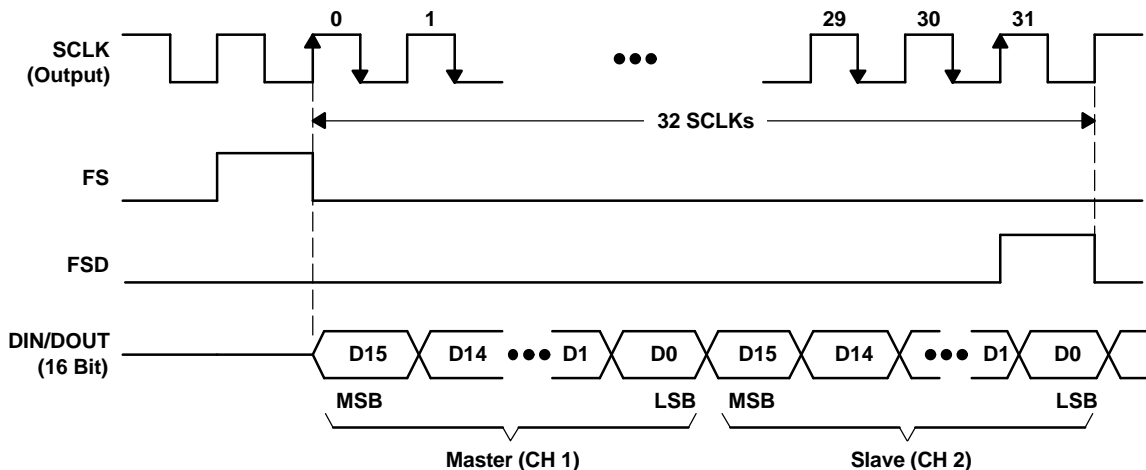 0 1 29 30 31
SCLK
(Output)
32 SCLKs
FS
FSD
DIN/DOUT
(16 Bit)
D15 D14 D1 D0 D15 D14 D1 D0
MSB LSB MSB LSB
Master (CH 1) Slave (CH 2)